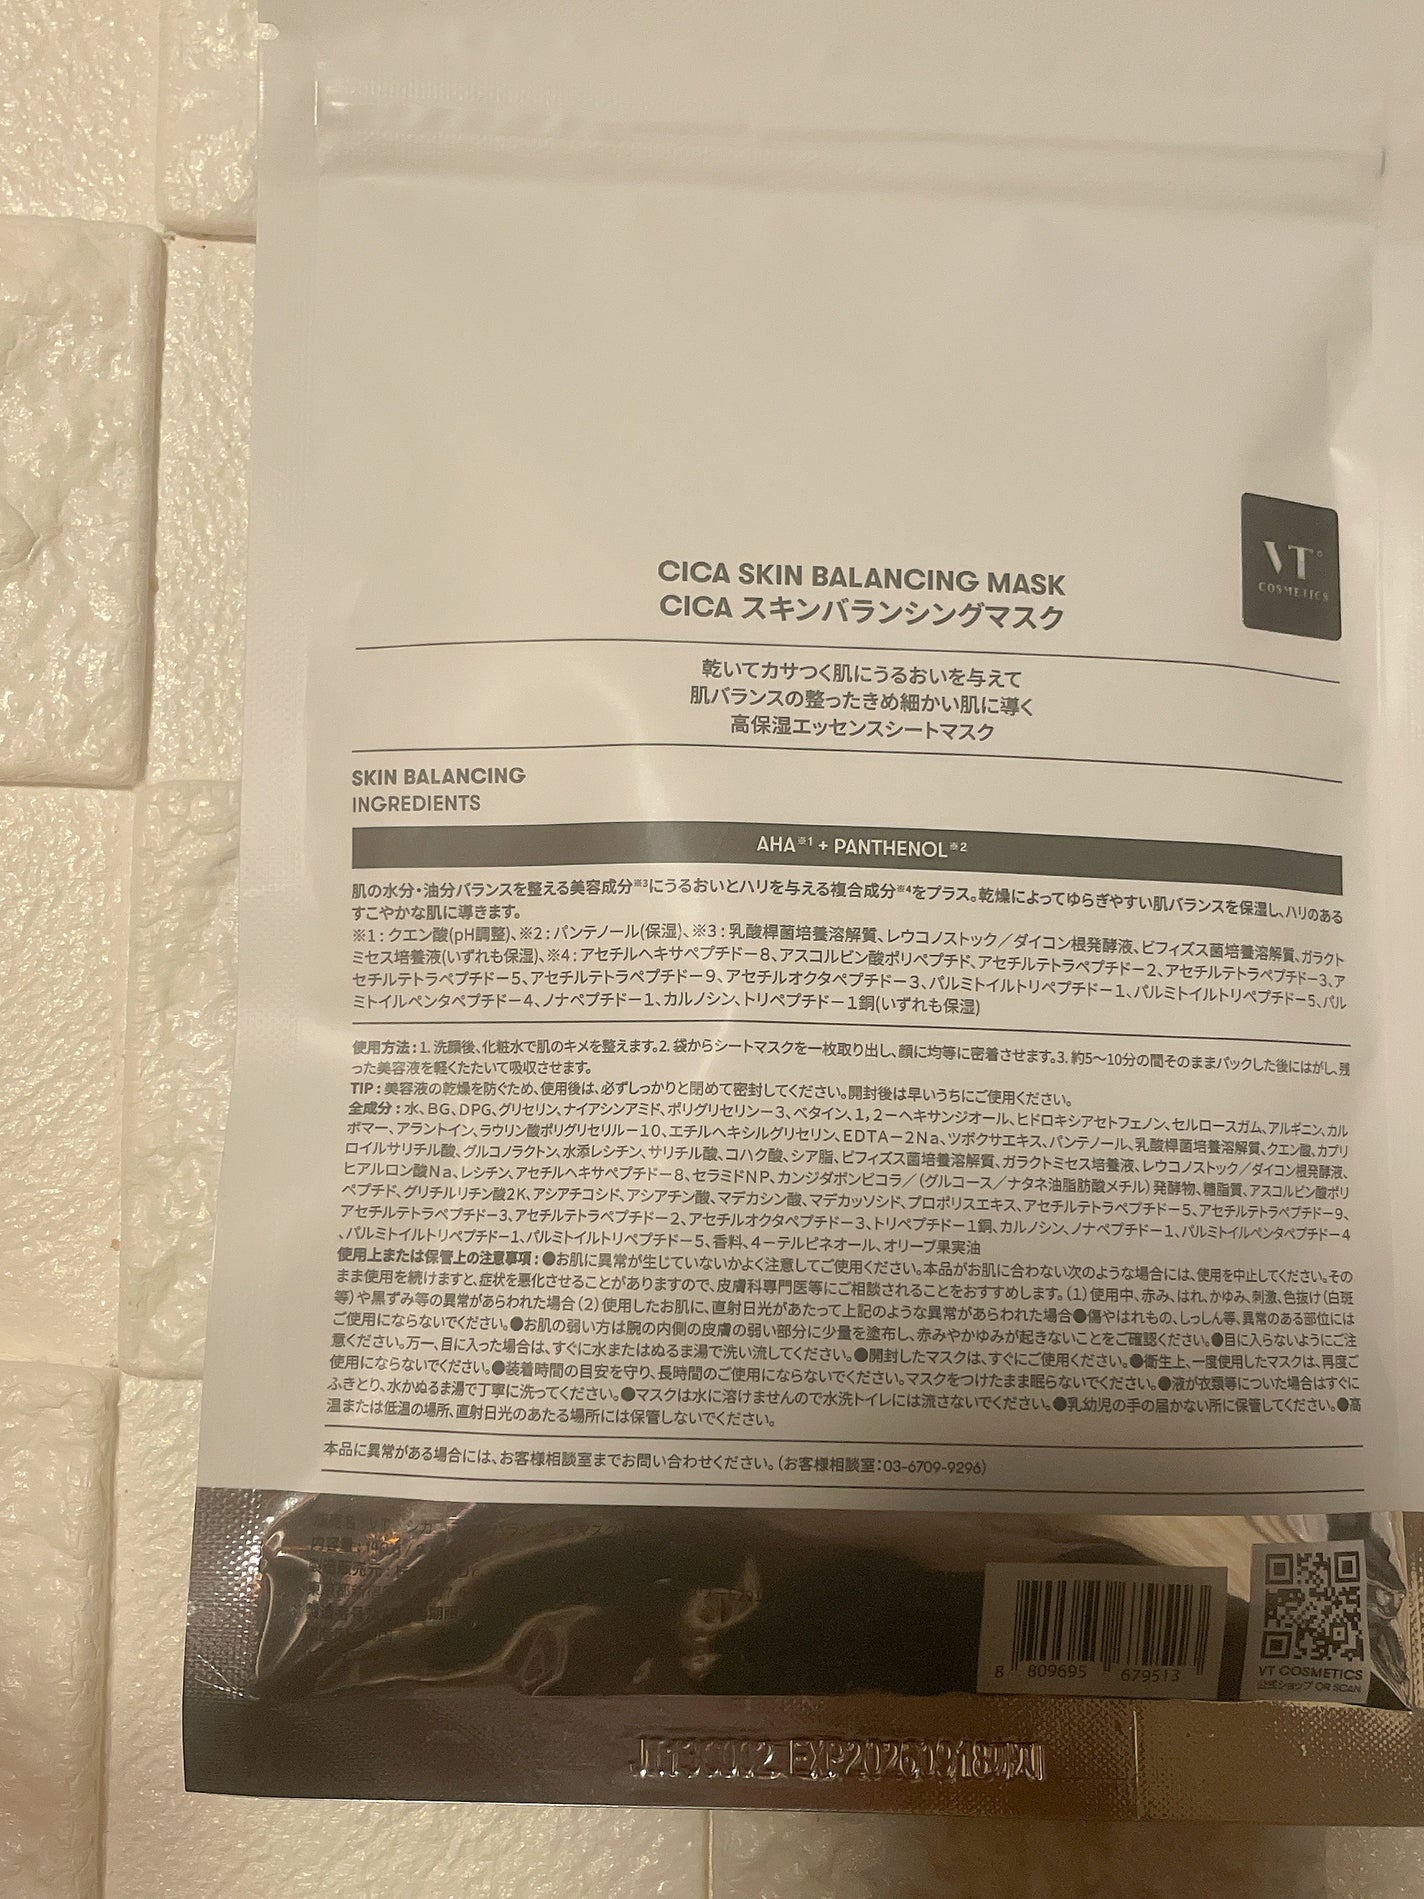 VT
COSMETICS
CICA SKIN BALANCING MASK
CICA スキンバランシングマスク
乾いてカサつく肌にうるおいを与えて
肌バランスの整ったきめ細かい肌に導く
高保湿エッセンスシートマスク
SKIN BALANCING
INGREDIENTS
AHA※1 + PANTHENOL※2
肌の水分・油分バランスを整える美容成分※3にうるおいとハリを与える複合成分※4をプラス。乾燥によってゆらぎやすい肌バランスを保湿し、ハリのある
すこやかな肌に導きます。
※1：クエン酸(pH調整)、※2：パンテノール(保湿)、※3：乳酸桿菌培養溶解質、レウコノストック／ダイコン根発酵液、ビフィズス菌培養溶解質、ガラクト
ミセス培養液(いずれも保湿)、※4：アセチルヘキサペプチドー8、アスコルビン酸ポリペプチド、アセチルテトラペプチドー2、アセチルテトラペプチドー3、ア
セチルテトラペプチドー5、アセチルテトラペプチドー9、アセチルオクタペプチドー3、パルミトイルトリペプチドー1、パルミトイルトリペプチドー5、パル
ミトイルペンタペプチドー4、ノナペプチドー1、カルノシン、トリペプチドー1銅(いずれも保湿)
使用方法：1. 洗顔後、化粧水で肌のキメを整えます。2. 袋からシートマスクを一枚取り出し、顔に均等に密着させます。3. 約5～10分の間そのままパックした後にはがし、残
った美容液を軽くたたいて吸収させます。
TIP：美容液の乾燥を防ぐため、使用後は、必ずしっかりと閉めて密封してください。開封後は早いうちにご使用ください。
全成分：水、BG、DPG、グリセリン、ナイアシンアミド、ポリグリセリンー3、ベタイン、1，2ーヘキサンジオール、ヒドロキシアセトフェノン、セルロースガム、アルギニン、カル
ボマー、アラントイン、ラウリン酸ポリグリセリルー10、エチルヘキシルグリセリン、EDTAー2Na、ツボクサエキス、パンテノール、乳酸桿菌培養溶解質、クエン酸、カプリ
ロイルサリチル酸、グルコノラクトン、水添レシチン、サリチル酸、コハク酸、シア脂、ビフィズス菌培養溶解質、ガラクトミセス培養液、レウコノストック／ダイコン根発酵液、
ヒアルロン酸Na、レシチン、アセチルヘキサペプチドー8、セラミドNP、カンジダボンビコラ／（グルコース／ナタネ油脂肪酸メチル）発酵物、糖脂質、アスコルビン酸ポリ
ペプチド、グリチルリチン酸2K、アシアチコシド、アシアチン酸、マデカシン酸、マデカッソシド、プロポリスエキス、アセチルテトラペプチドー5、アセチルテトラペプチドー9、
アセチルテトラペプチドー3、アセチルテトラペプチドー2、アセチルオクタペプチドー3、トリペプチドー1銅、カルノシン、ノナペプチドー1、パルミトイルペンタペプチドー4
、パルミトイルトリペプチドー1、パルミトイルトリペプチドー5、香料、4ーテルピネオール、オリーブ果実油
使用上または保管上の注意事項：●お肌に異常が生じていないかよく注意してご使用ください。本品がお肌に合わない次のような場合には、使用を中止してください。その
まま使用を続けますと、症状を悪化させることがありますので、皮膚科専門医等にご相談されることをおすすめします。（1）使用中、赤み、はれ、かゆみ、刺激、色抜け（白斑
等）や黒ずみ等の異常があらわれた場合（2）使用したお肌に、直射日光があたって上記のような異常があらわれた場合●傷やはれもの、しっしん等、異常のある部位には
ご使用にならないでください。●お肌の弱い方は腕の内側の皮膚の弱い部分に少量を塗布し、赤みやかゆみが起きないことをご確認ください。●目に入らないようにご注
意ください。万一、目に入った場合は、すぐに水またはぬるま湯で洗い流してください。●開封したマスクは、すぐにご使用ください。●衛生上、一度使用したマスクは、再度ご
使用にならないでください。●装着時間の目安を守り、長時間のご使用にならないでください。マスクをつけたまま眠らないでください。●液が衣類等についた場合はすぐに
ふきとり、水かぬるま湯で丁寧に洗ってください。●マスクは水に溶けませんので水洗トイレには流さないでください。●乳幼児の手の届かない所に保管してください。●高
温または低温の場所、直射日光のあたる場所には保管しないでください。
本品に異常がある場合には、お客様相談室までお問い合わせください。（お客様相談室：03-6709-9296）
内容量
8 809695 679513
VT COSMETICS
公式ショップ QR SCAN
EXP20260918